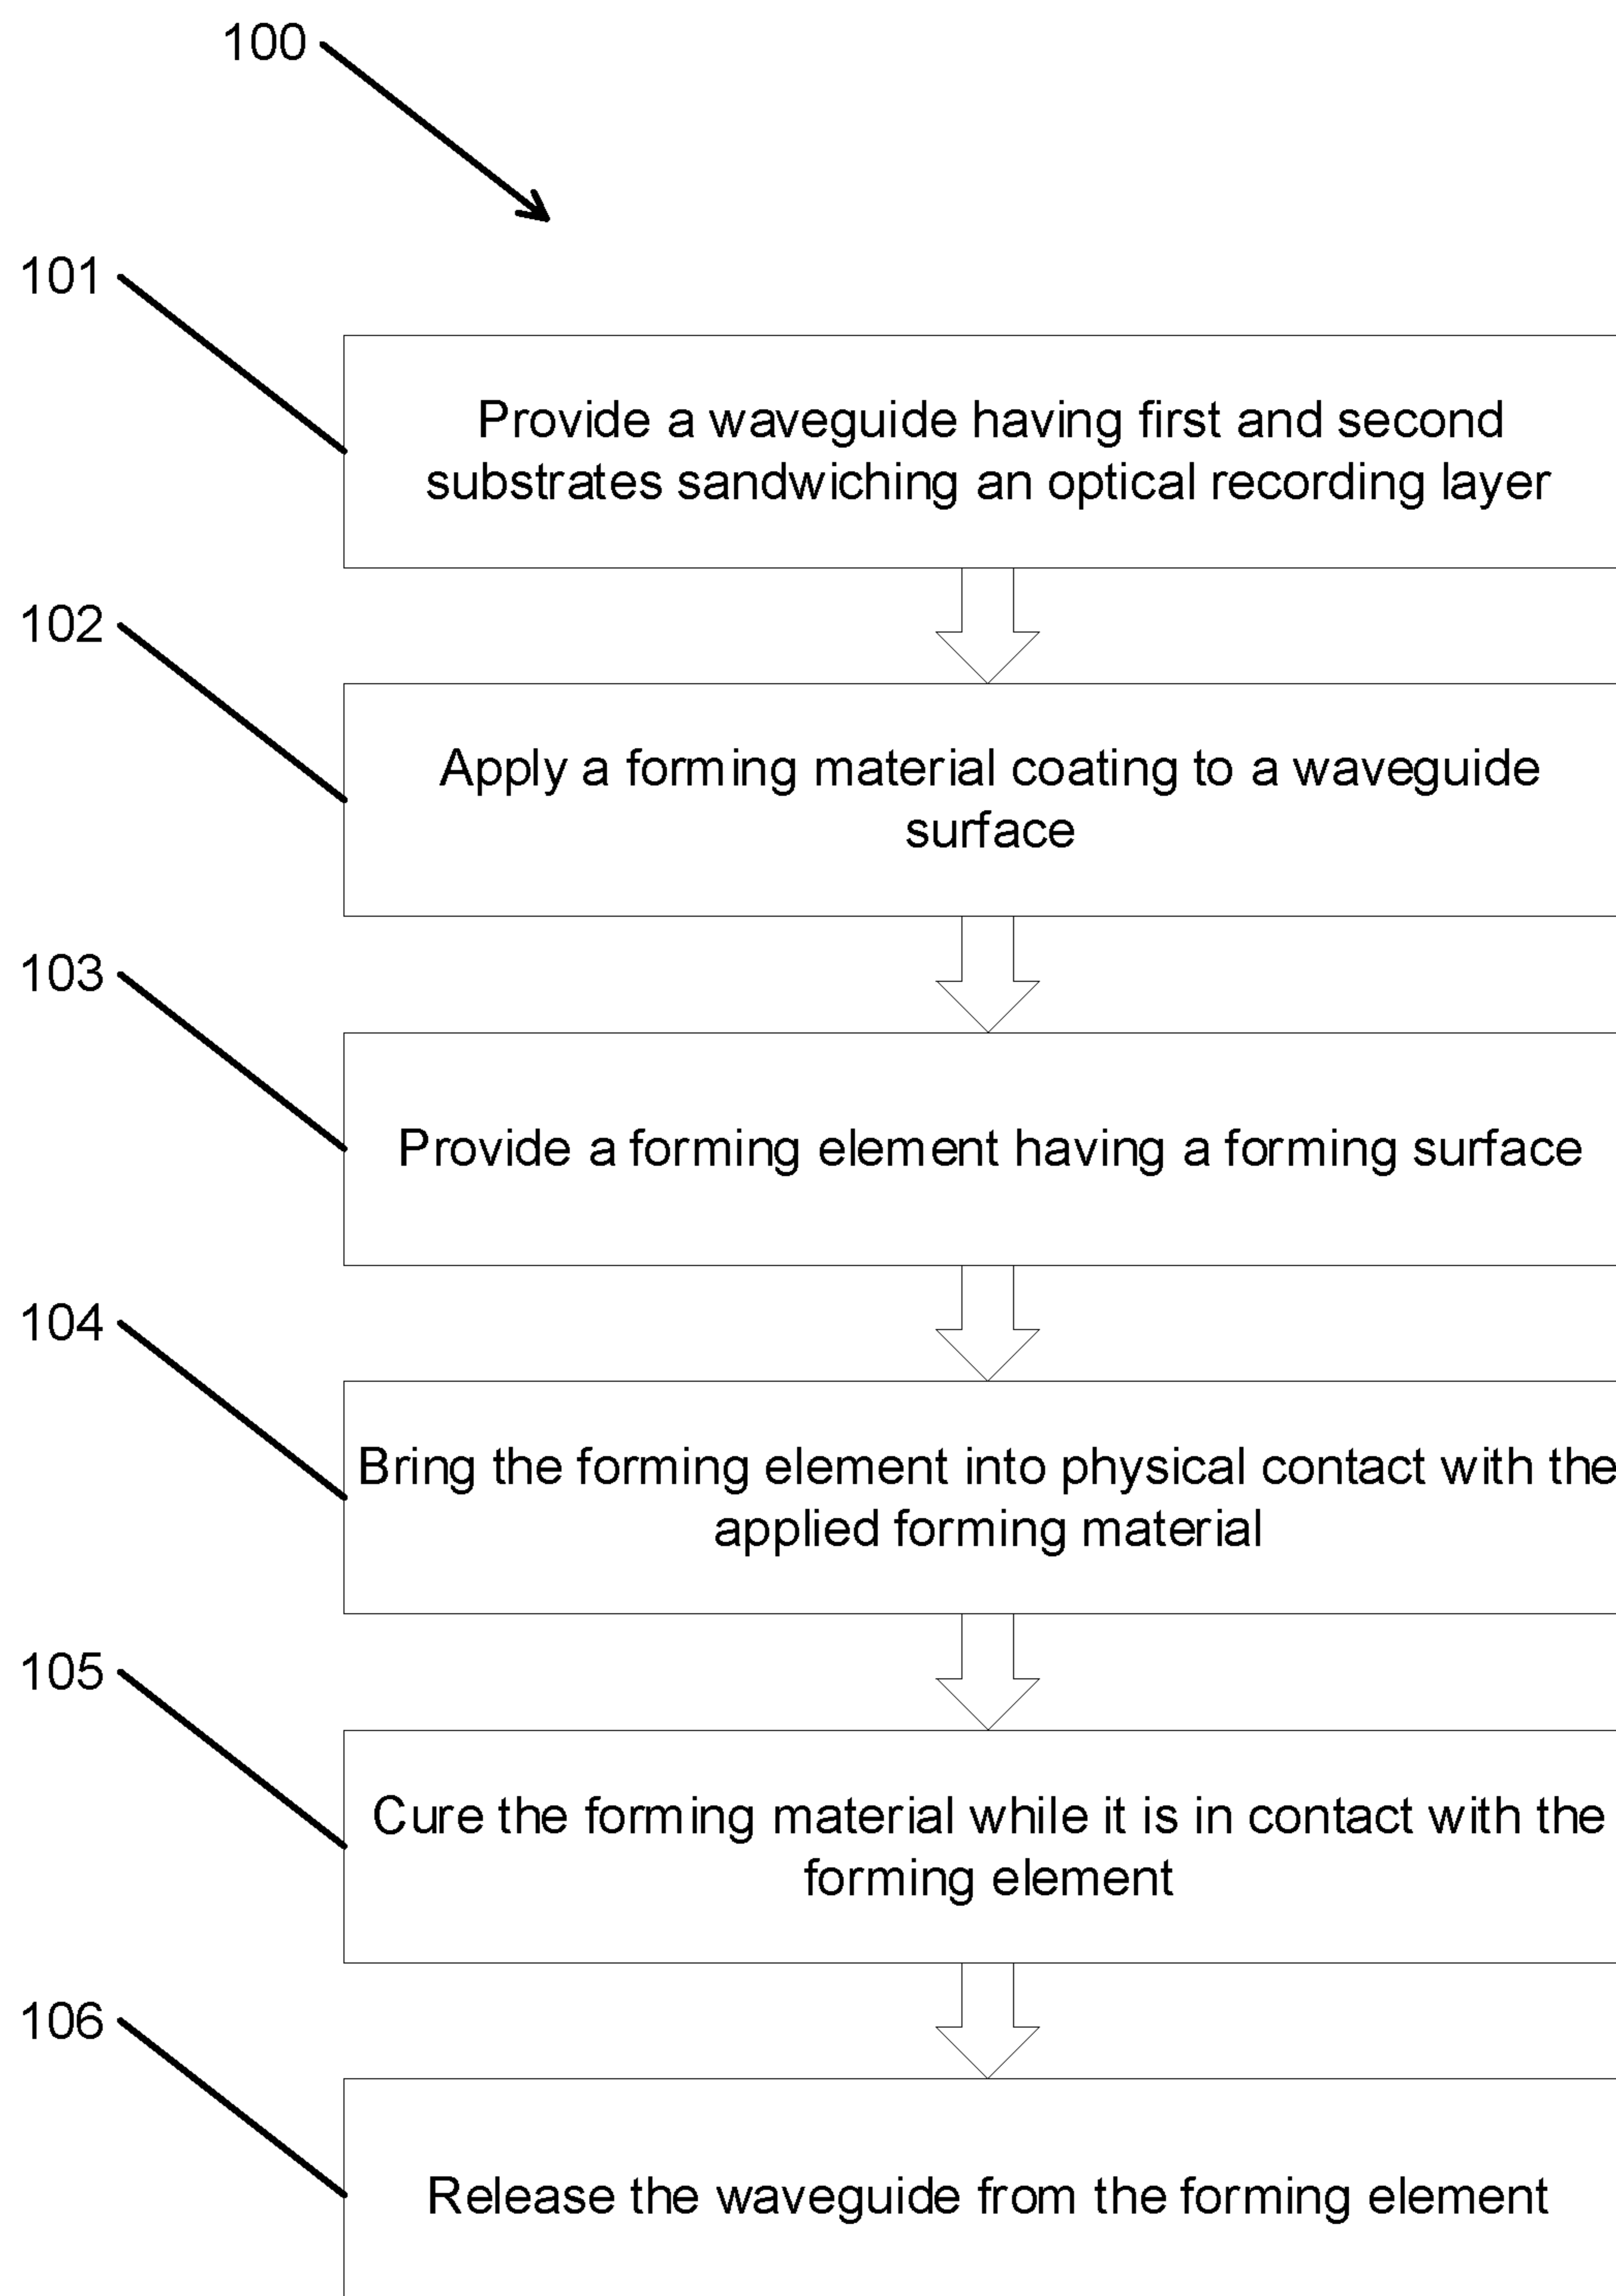 100
101
Provide a waveguide having first and second
substrates sandwiching an optical recording layer
102
Apply a forming material coating to a waveguide
surface
103
Provide a forming element having a forming surface
104
Bring the forming element into physical contact with the
applied forming material
105
Cure the forming material while it is in contact with the
forming element
106
Release the waveguide from the forming element